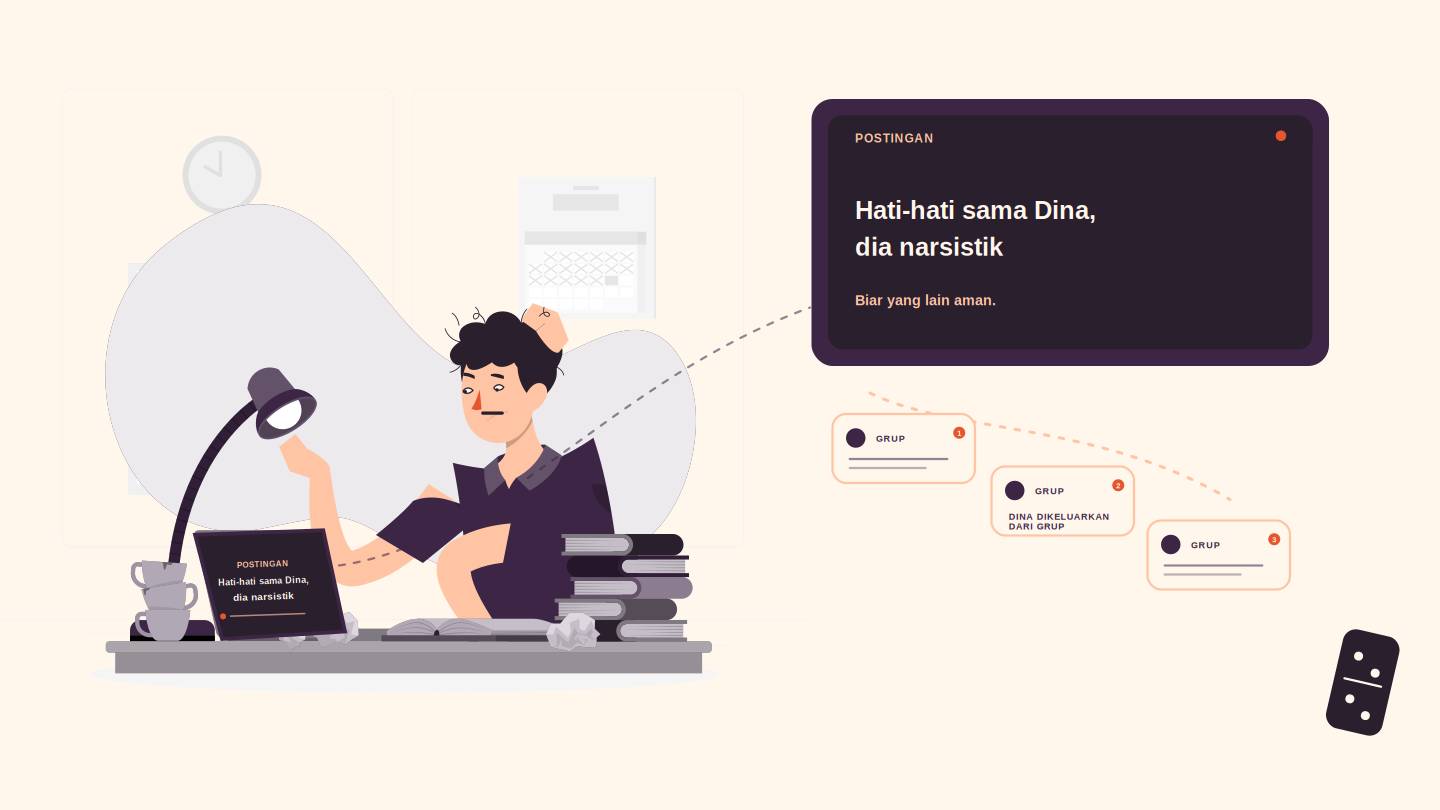 POSTINGAN
Hati-hati sama Dina,
dia narsistik
Biar yang lain aman.
GRUP
1
GRUP
2
DINA DIKELUARKAN
DARI GRUP
GRUP
3
POSTINGAN
Hati-hati sama Dina,
dia narsistik